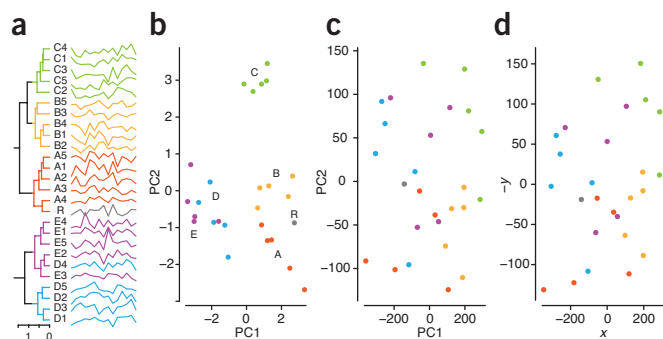 a
C4
C1
C3
C5
C2
B5
B3
B4
B1
B2
A5
A1
A2
A3
A4
R
E4
E1
E5
E2
D4
E3
D5
D2
D3
D1
1 0
b
PC2
3
2
1
0
−1
−2
C
B
D
R
E
A
−2 0 2
PC1
c
PC2
150
100
50
0
−50
−100
−200 0 200
PC1
d
−y
150
100
50
0
−50
−100
−200 0 200
x